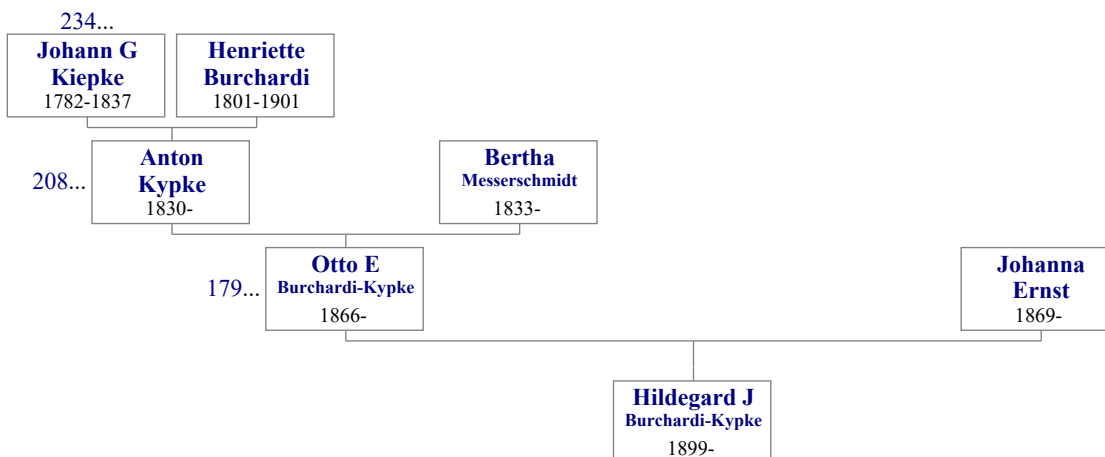 234...
Johann G
Kiepke
1782-1837
Henriette
Burchardi
1801-1901
208...
Anton
Kypke
1830-
Bertha
Messerschmidt
1833-
179...
Otto E
Burchardi-Kypke
1866-
Johanna
Ernst
1869-
Hildegard J
Burchardi-Kypke
1899-